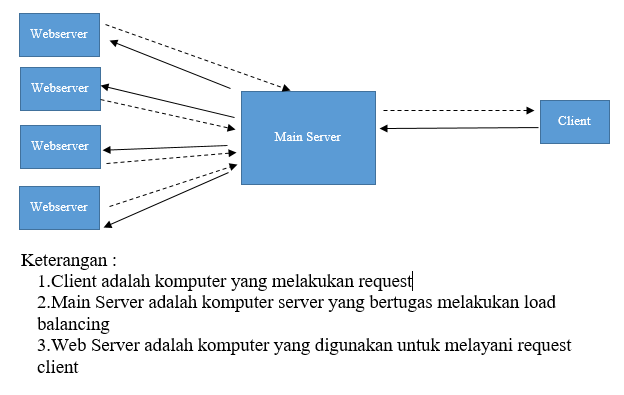 Webserver
Webserver
Webserver
Webserver
Main Server
Client
Keterangan :
1.Client adalah komputer yang melakukan request
2.Main Server adalah komputer server yang bertugas melakukan load
balancing
3.Web Server adalah komputer yang digunakan untuk melayani request
client